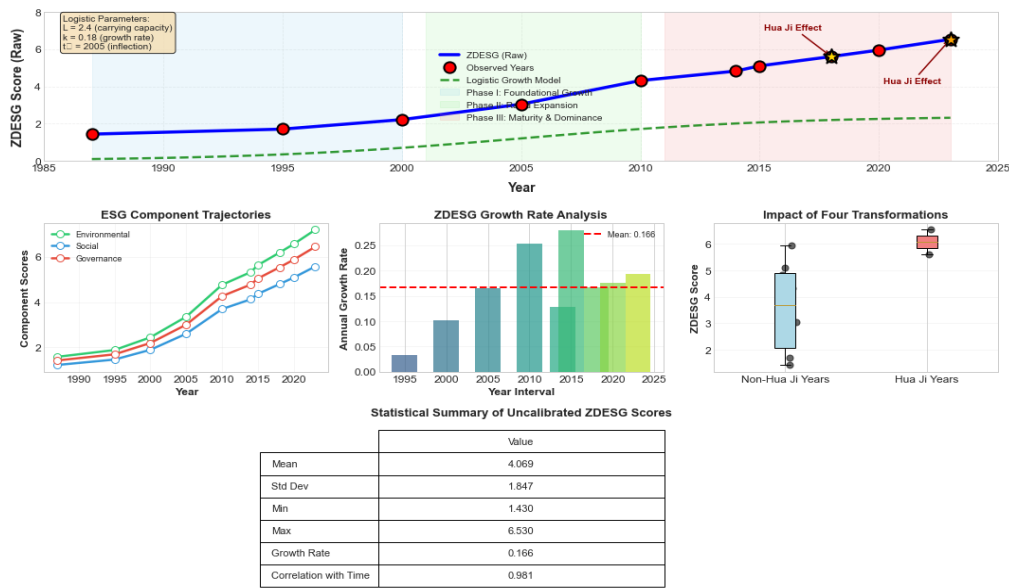 Logistic Parameters:
L = 2.4 (carrying capacity)
k = 0.18 (growth rate)
t□ = 2005 (inflection)
ZDESG Score (Raw)
8
6
4
2
0
Hua Ji Effect
Hua Ji Effect
ZDESG (Raw)
Observed Years
Logistic Growth Model
Phase I: Foundational Growth
Phase II: Rapid Expansion
Phase III: Maturity & Dominance
1985 1990 1995 2000 2005 2010 2015 2020 2025
Year
ESG Component Trajectories
Environmental
Social
Governance
Component Scores
6
4
2
1990 1995 2000 2005 2010 2015 2020
Year
ZDESG Growth Rate Analysis
Mean: 0.166
Annual Growth Rate
0.25
0.20
0.15
0.10
0.05
0.00
1995 2000 2005 2010 2015 2020 2025
Year Interval
Impact of Four Transformations
ZDESG Score
6
5
4
3
2
Non-Hua Ji Years Hua Ji Years
Statistical Summary of Uncalibrated ZDESG Scores
Value
Mean 4.069
Std Dev 1.847
Min 1.430
Max 6.530
Growth Rate 0.166
Correlation with Time 0.981